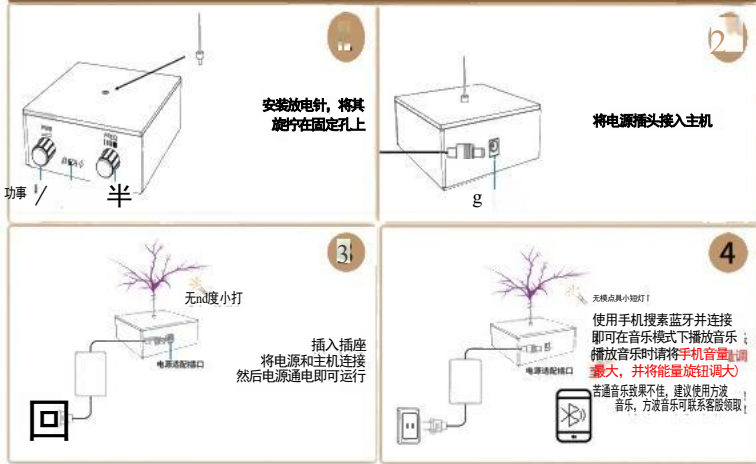 安装放电针，将其
旋拧在固定孔上
FREQ
功事
半
2
将电源插头接入主机
g
3
无nd度小打
插入插座
将电源和主机连接
然后电源通电即可运行
电源适配插口
回
4
无模点具小短灯！
使用手机搜素蓝牙并连接
即可在音乐模式下播放音乐
播放音乐时请将手机音量
最大，并将能量旋钮调大）
电源适配插口
苦通音乐致果不佳，建议使用方波
音乐，方波音乐可联系客服领取